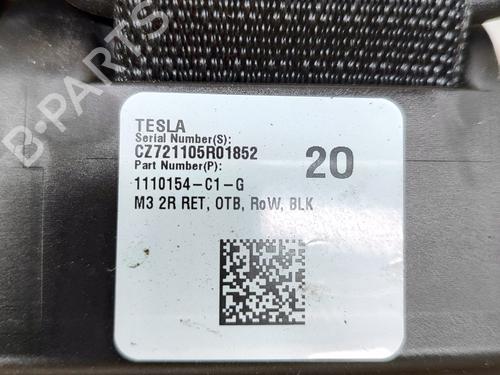 TESLA
Serial Number(S):
CZ721105R01852
Part Number(P):
20
1110154-C1-G
M3 2R RET, OTB, RoW, BLK
B-PARTS